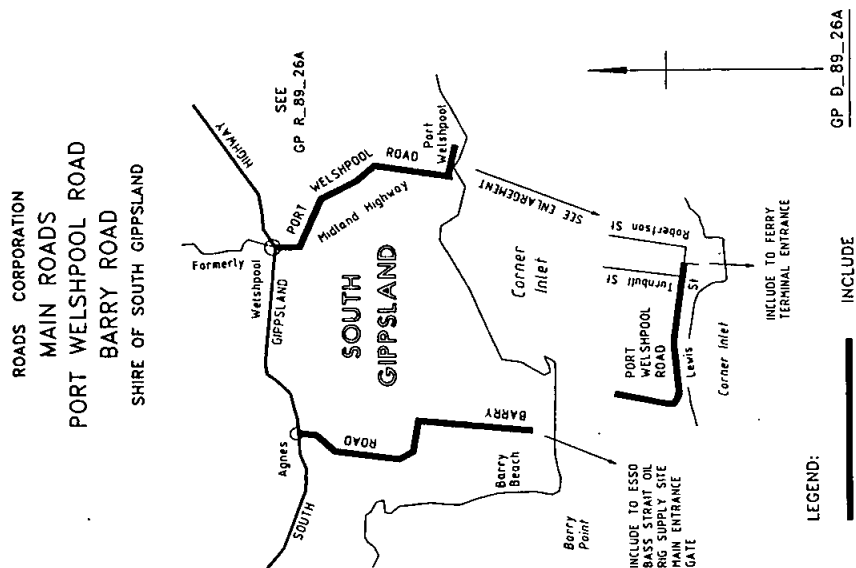 ROADS CORPORATION
MAIN ROADS
PORT WELSHPOOL ROAD
BARRY ROAD
SHIRE OF SOUTH GIPPSLAND
HIGHWAY
SEE
GP R_89_26A
Formerly
Welshpool
GIPPSLAND
PORT
WELSHPOOL
ROAD
Midland Highway
Port
Welshpool
SOUTH
GIPPSLAND
Agnes
SOUTH
ROAD
BARRY
Barry
Beach
Barry
Point
Corner
Inlet
SEE ENLARGEMENT
INCLUDE TO ESSO
BASS STRAIT OIL
RIG SUPPLY SITE
MAIN ENTRANCE
GATE
PORT
WELSHPOOL
ROAD
Turnbull St
Robertson St
Lewis
St
Corner Inlet
INCLUDE TO FERRY
TERMINAL ENTRANCE
LEGEND:
INCLUDE
GP D_89_26A